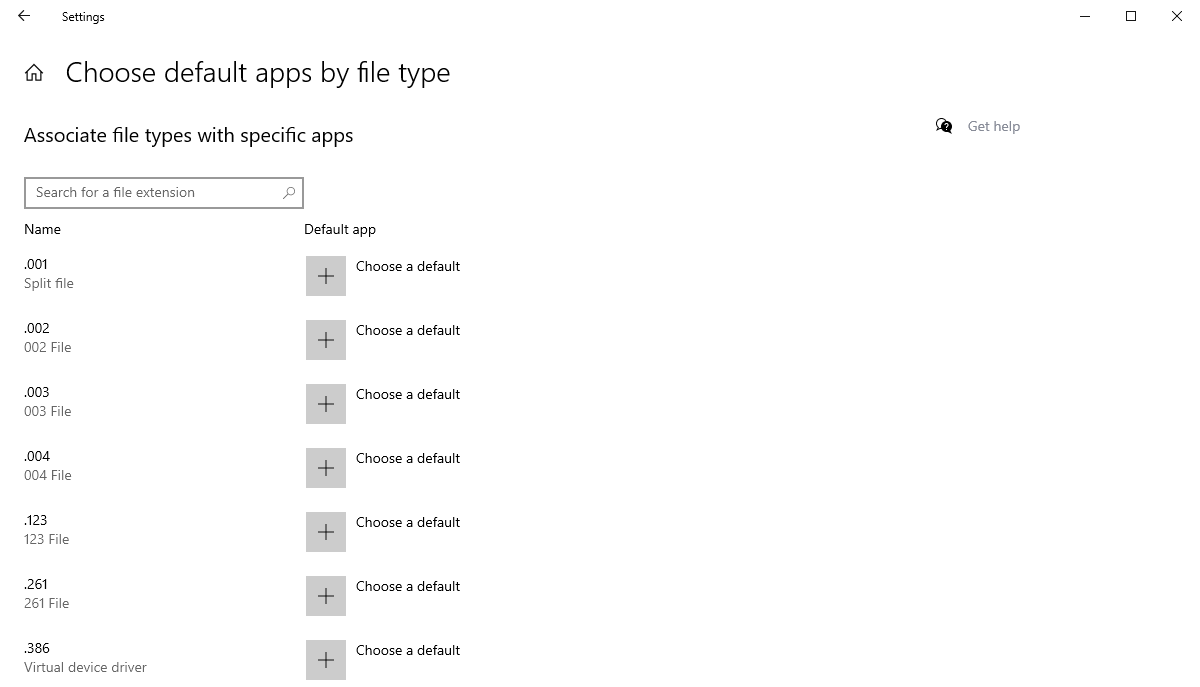 Settings
Choose default apps by file type
Associate file types with specific apps
Get help
Search for a file extension
Name Default app
.001 Choose a default
Split file
.002 Choose a default
002 File
.003 Choose a default
003 File
.004 Choose a default
004 File
.123 Choose a default
123 File
.261 Choose a default
261 File
.386 Choose a default
Virtual device driver